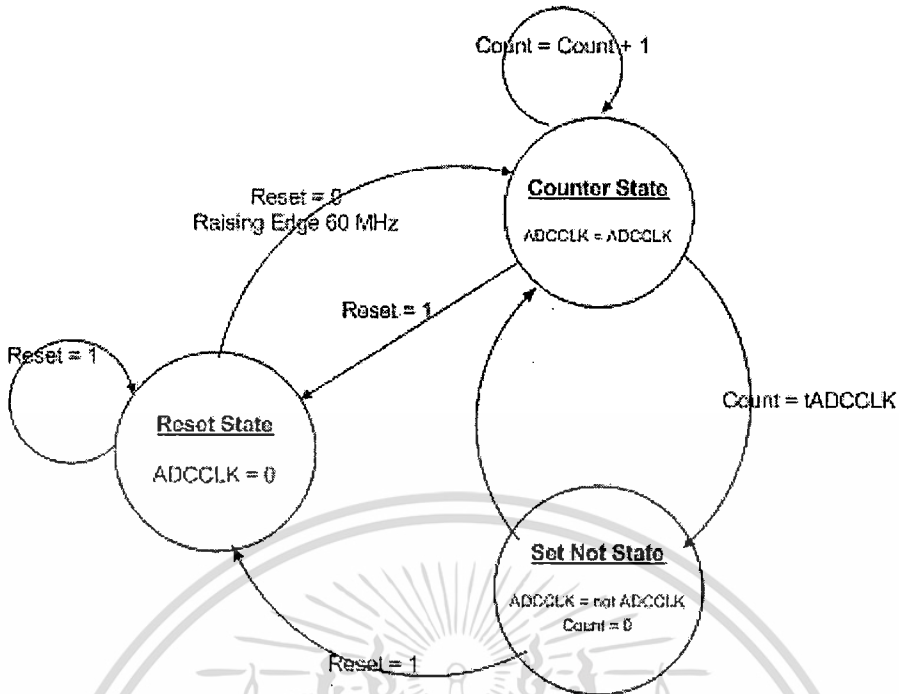 Count = Count + 1
Counter State
ADCCLK = ADCCLK
Reset = 0
Raising Edge 60 MHz
Reset = 1
Reset = 1
Count = tADCCLK
Reset State
ADCCLK = 0
Set Not State
ADCCLK = not ADCCLK
Count = 0
Reset = 1